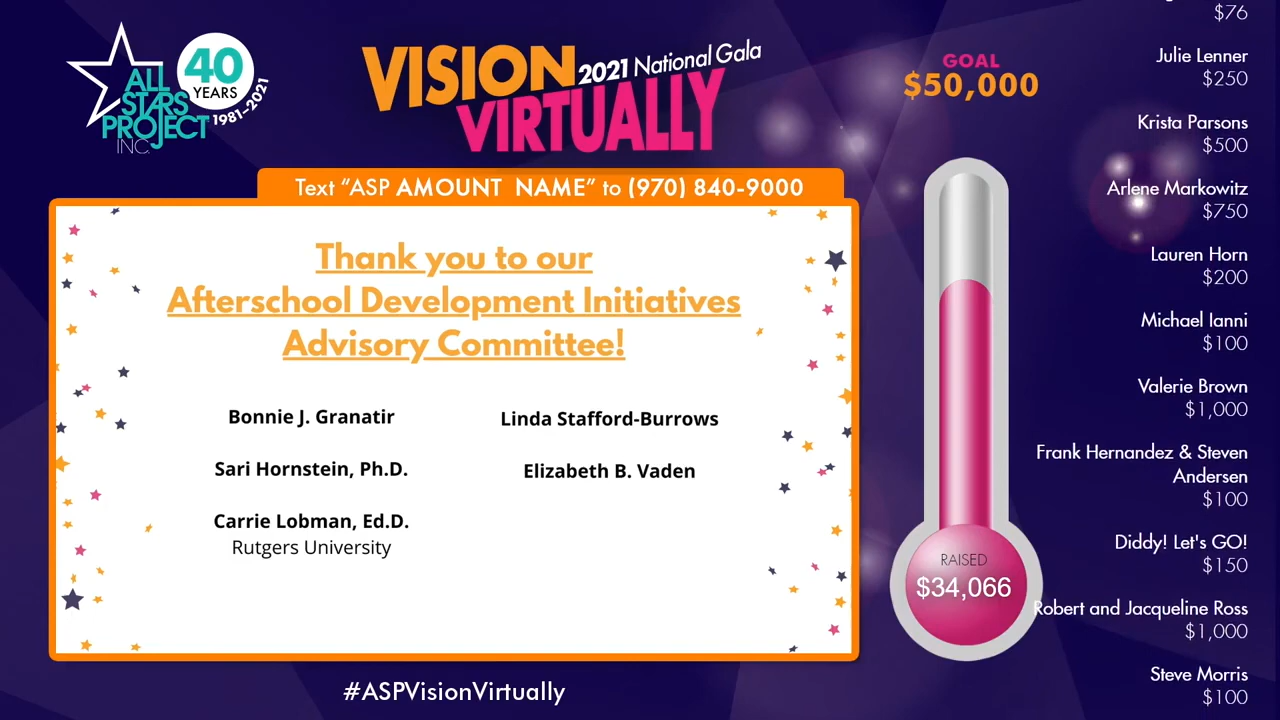 ALL
STARS
PROJECT
INC.
40
YEARS
1981-2021
VISION
2021 National Gala
VIRTUALLY
Text “ASP AMOUNT NAME” to (970) 840-9000
Thank you to our
Afterschool Development Initiatives
Advisory Committee!
Bonnie J. Granatir
Sari Hornstein, Ph.D.
Carrie Lobman, Ed.D.
Rutgers University
Linda Stafford-Burrows
Elizabeth B. Vaden
#ASPVisionVirtually
GOAL
$50,000
RAISED
$34,066
$76
Julie Lenner
$250
Krista Parsons
$500
Arlene Markowitz
$750
Lauren Horn
$200
Michael Ianni
$100
Valerie Brown
$1,000
Frank Hernandez & Steven
Andersen
$100
Diddy! Let's GO!
$150
Robert and Jacqueline Ross
$1,000
Steve Morris
$100